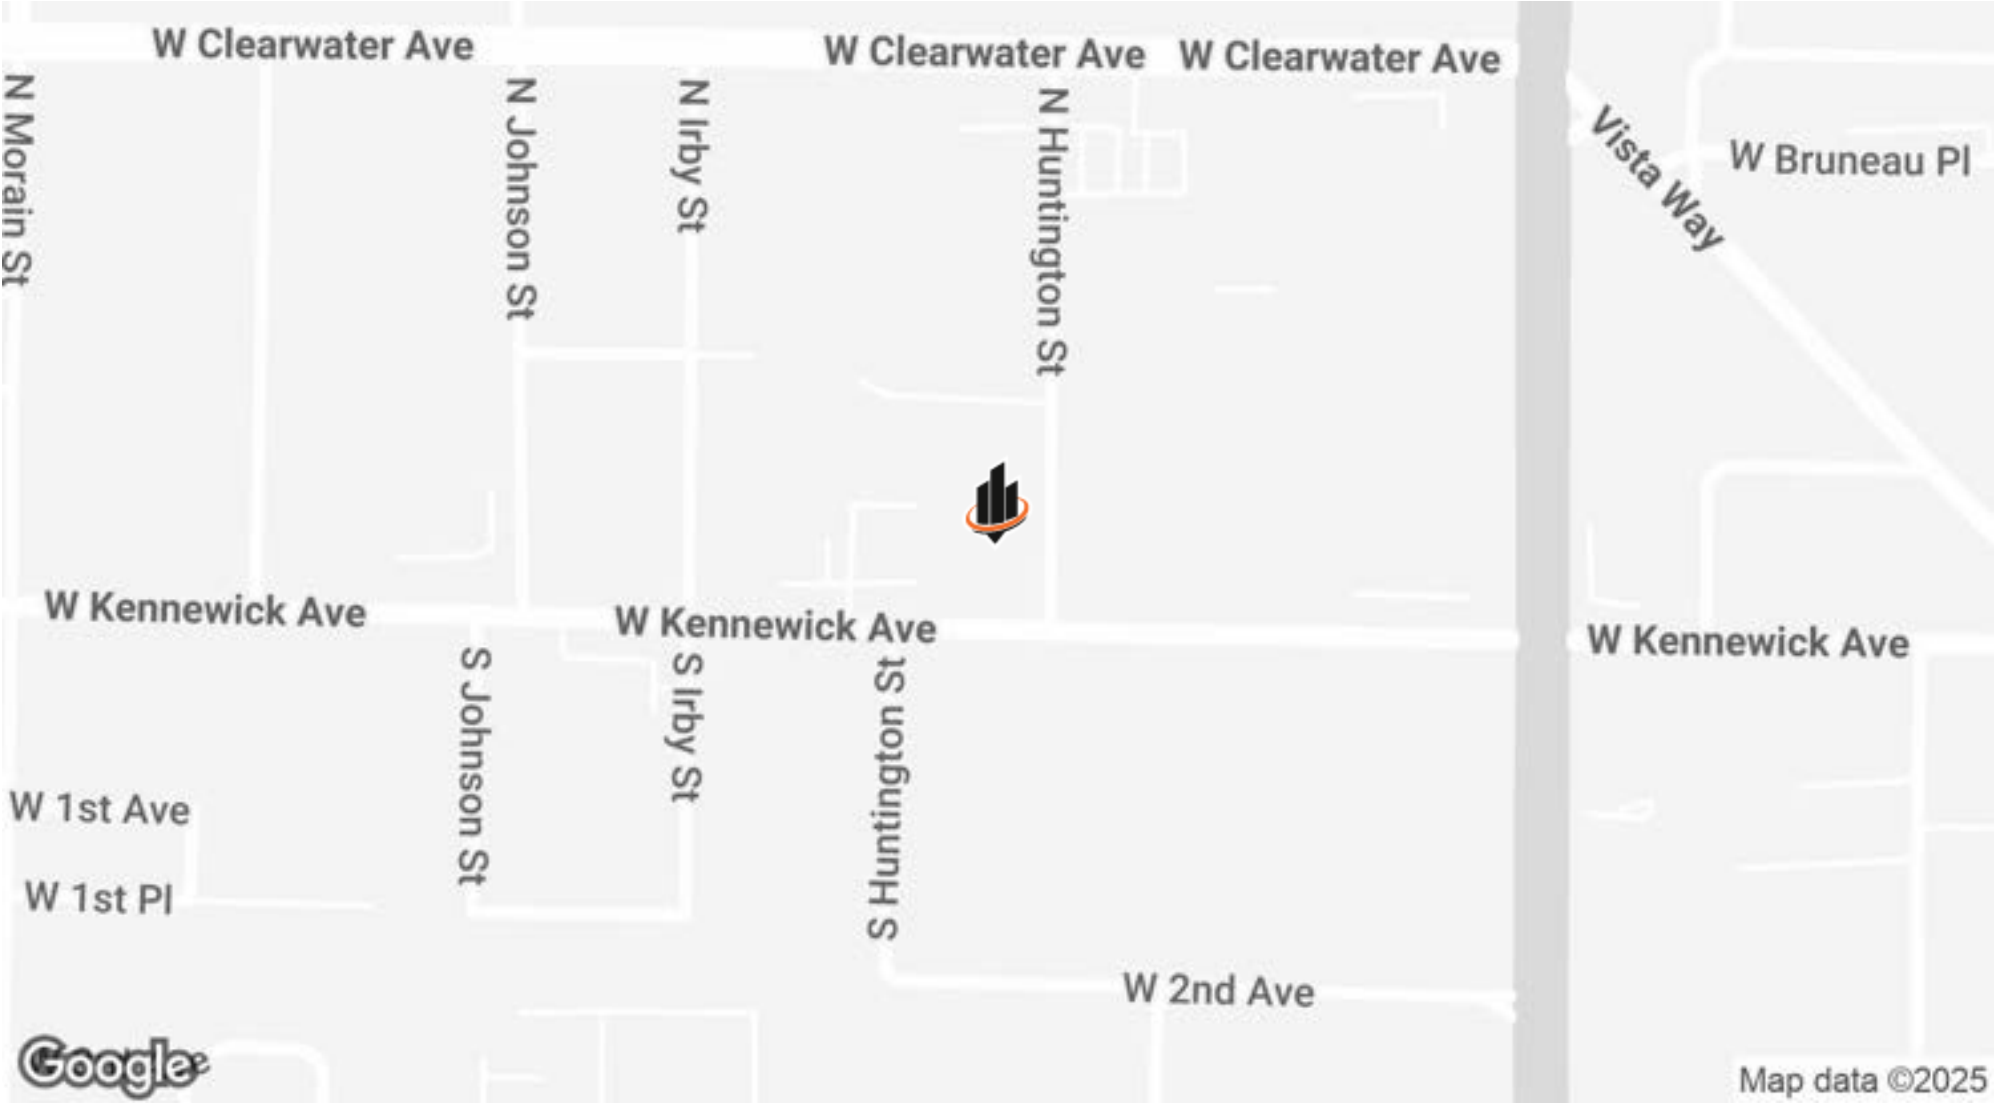 W Clearwater Ave
W Clearwater Ave
W Clearwater Ave
N Morain St
N Johnson St
N Irby St
N Huntington St
Vista Way
W Bruneau Pl
W Kennewick Ave
W Kennewick Ave
W Kennewick Ave
S Johnson St
S Irby St
S Huntington St
W 1st Ave
W 1st Pl
W 2nd Ave
Google
Map data ©2025